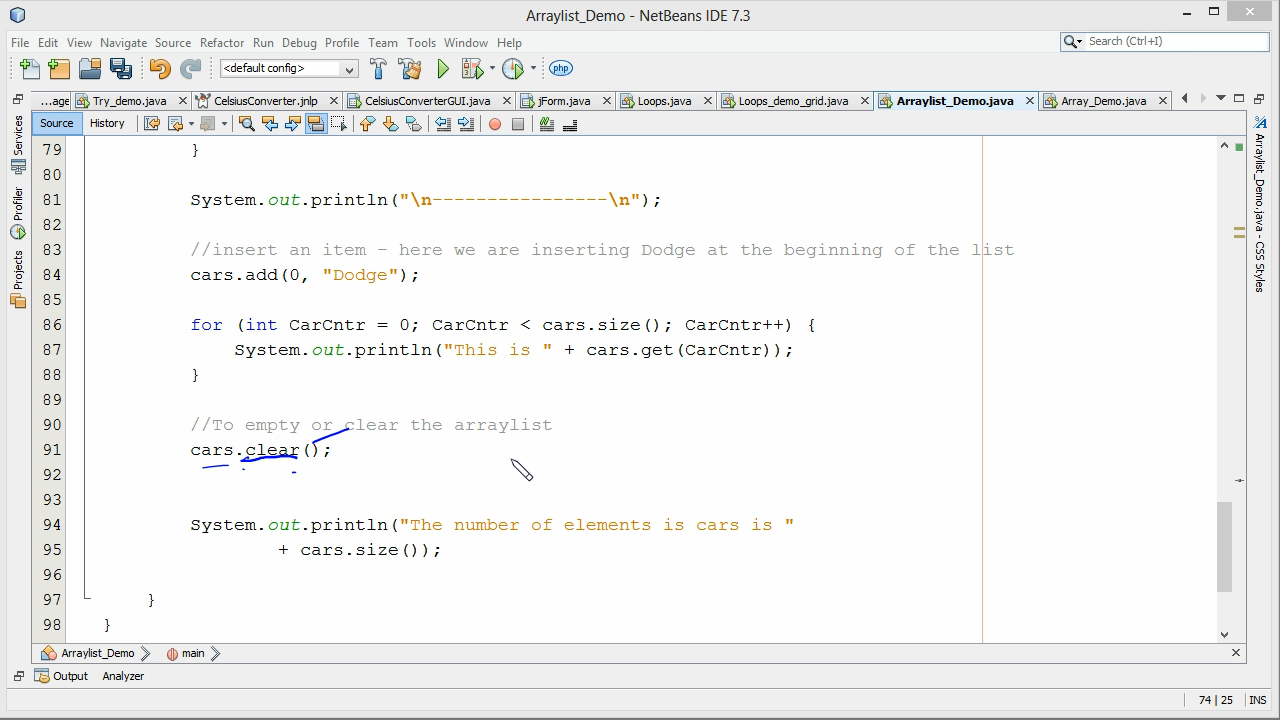 Arraylist_Demo - NetBeans IDE 7.3
File Edit View Navigate Source Refactor Run Debug Profile Team Tools Window Help
Search (Ctrl+I)
<default config>
php
...age Try_demo.java CelsiusConverter.jnlp CelsiusConverterGUI.java jForm.java Loops.java Loops_demo_grid.java Arraylist_Demo.java Array_Demo.java
Source History
Services
Profiler
Projects
79 }
80
81 System.out.println("\n----------------\n");
82
83 //insert an item - here we are inserting Dodge at the beginning of the list
84 cars.add(0, "Dodge");
85
86 for (int CarCntr = 0; CarCntr < cars.size(); CarCntr++) {
87 System.out.println("This is " + cars.get(CarCntr));
88 }
89
90 //To empty or clear the arraylist
91 cars.clear();
92
93
94 System.out.println("The number of elements is cars is "
95 + cars.size());
96
97 }
98 }
Arraylist_Demo.java - CSS Styles
Arraylist_Demo main
Output Analyzer
74 | 25 INS